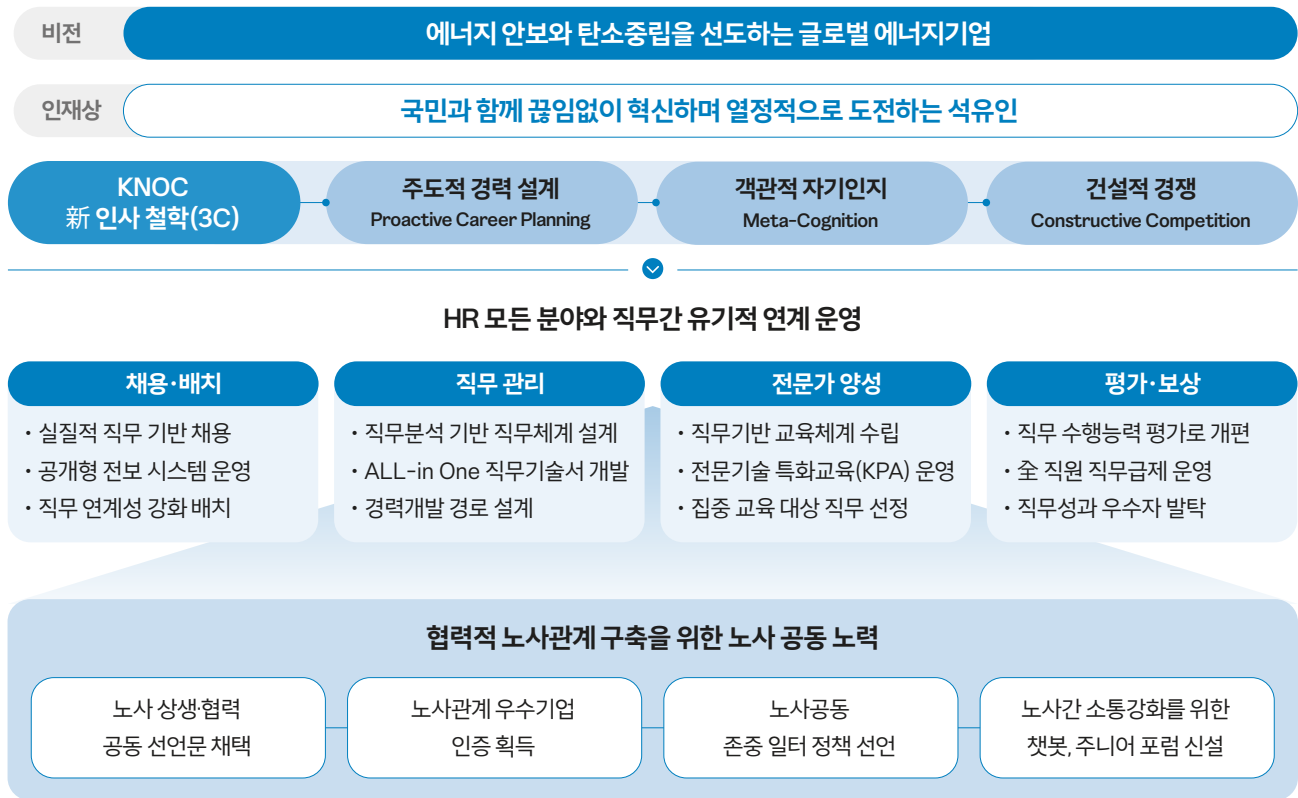 비전
에너지 안보와 탄소중립을 선도하는 글로벌 에너지기업
인재상
국민과 함께 끊임없이 혁신하며 열정적으로 도전하는 석유인
KNOC
新 인사 철학(3C)
주도적 경력 설계
Proactive Career Planning
객관적 자기인지
Meta-Cognition
건설적 경쟁
Constructive Competition
HR 모든 분야와 직무간 유기적 연계 운영
채용·배치
· 실질적 직무 기반 채용
· 공개형 전보 시스템 운영
· 직무 연계성 강화 배치
직무 관리
· 직무분석 기반 직무체계 설계
· ALL-in One 직무기술서 개발
· 경력개발 경로 설계
전문가 양성
· 직무기반 교육체계 수립
· 전문기술 특화교육(KPA) 운영
· 집중 교육 대상 직무 선정
평가·보상
· 직무 수행능력 평가로 개편
· 全 직원 직무급제 운영
· 직무성과 우수자 발탁
협력적 노사관계 구축을 위한 노사 공동 노력
노사 상생·협력
공동 선언문 채택
노사관계 우수기업
인증 획득
노사공동
존중 일터 정책 선언
노사간 소통강화를 위한
챗봇, 주니어 포럼 신설